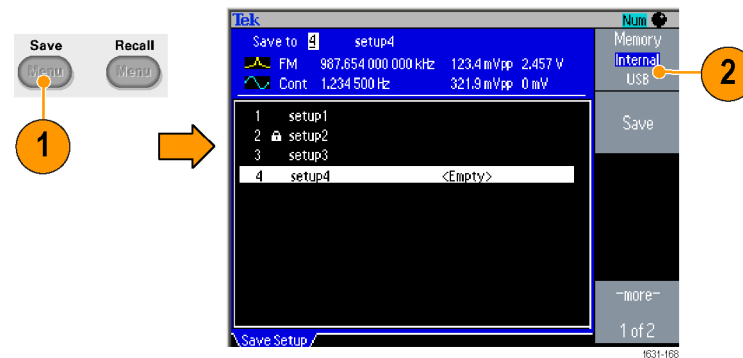 Save Recall
Menu Menu
1
Tek Num
Save to 4 setup4
FM 987.654 000 000 kHz 123.4 mVpp 2.457 V
Cont 1.234 500 Hz 321.9 mVpp 0 mV
1 setup1
2 setup2
3 setup3
4 setup4 <Empty>
Save Setup
Memory
Internal
USB
2
Save
-more-
1 of 2
1631-168